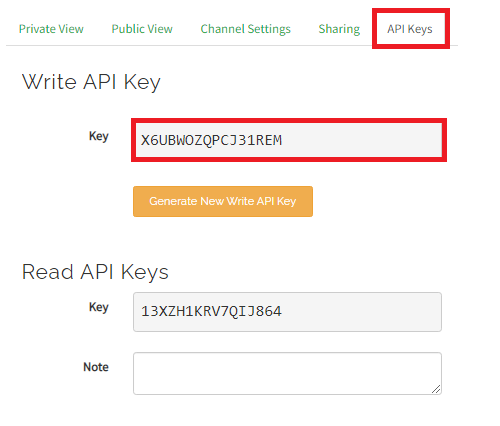 Private View Public View Channel Settings Sharing API Keys
Write API Key
Key X6UBWOZQPCJ31REM
Generate New Write API Key
Read API Keys
Key 13XZH1KRV7QIJ864
Note